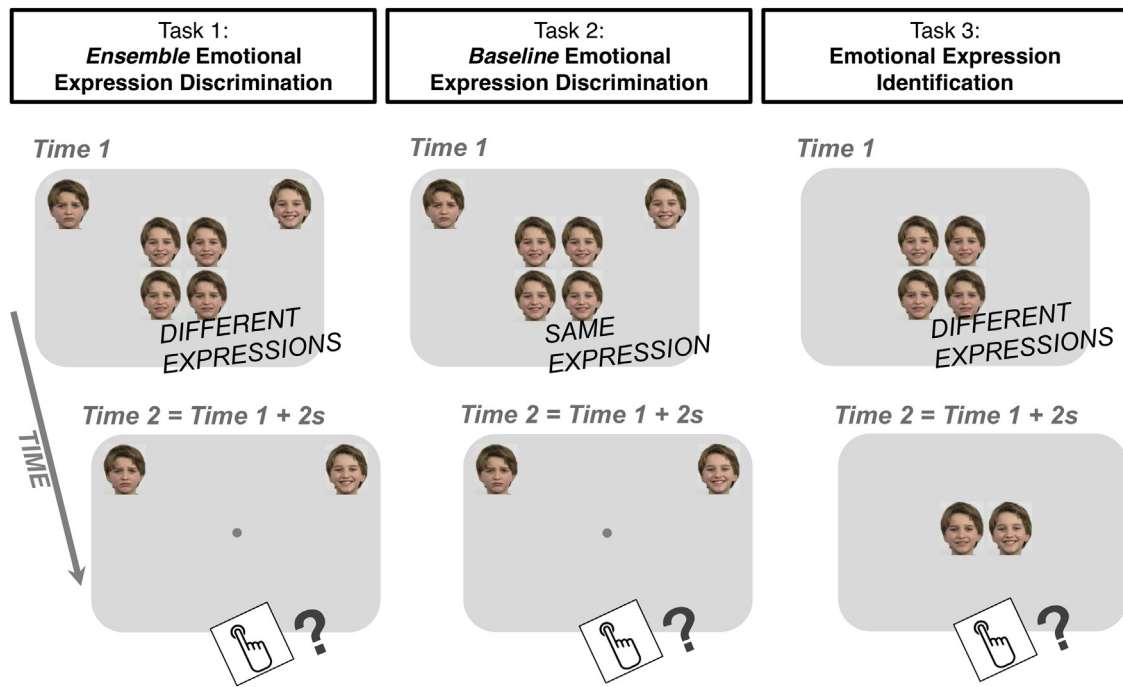 Task 1:
Ensemble Emotional
Expression Discrimination
Task 2:
Baseline Emotional
Expression Discrimination
Task 3:
Emotional Expression
Identification
Time 1
DIFFERENT
EXPRESSIONS
Time 1
SAME
EXPRESSION
Time 1
DIFFERENT
EXPRESSIONS
TIME
Time 2 = Time 1 + 2s
?
Time 2 = Time 1 + 2s
?
Time 2 = Time 1 + 2s
?